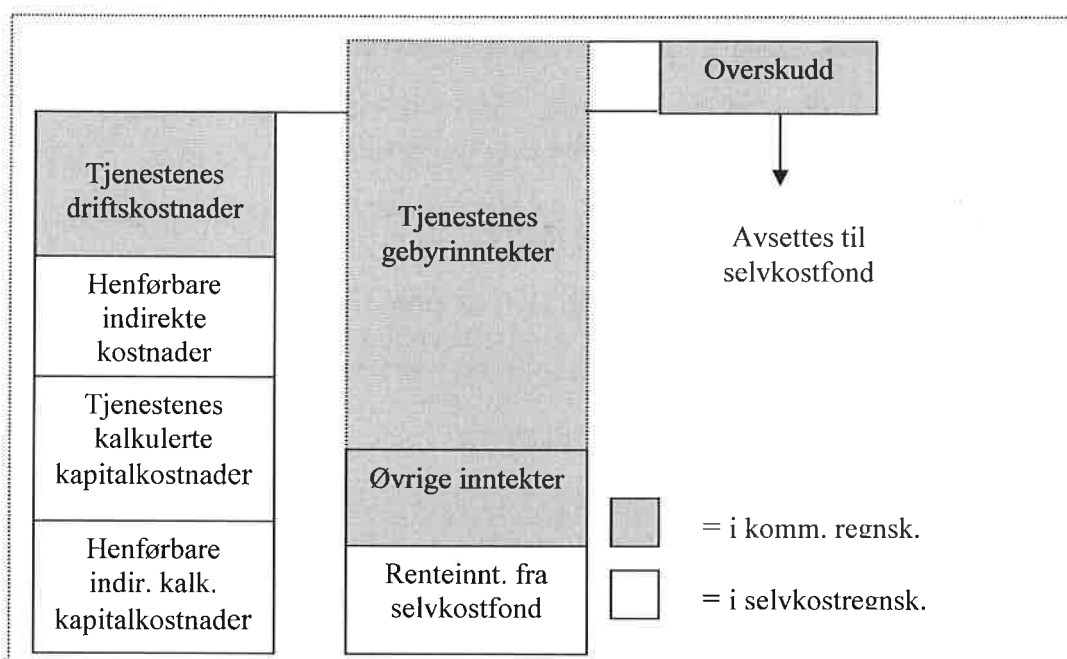 Overskudd
Tjenestenes
driftskostnader
Henførbare
indirekte
kostnader
Tjenestenes
kalkulerte
kapitalkostnader
Henførbare
indir. kalk.
kapitalkostnader
Tjenestenes
gebyrinntekter
Øvrige inntekter
Renteinnt. fra
selvkostfond
Avsettes til
selvkostfond
= i komm. regnsk.
= i selvkostregnsk.